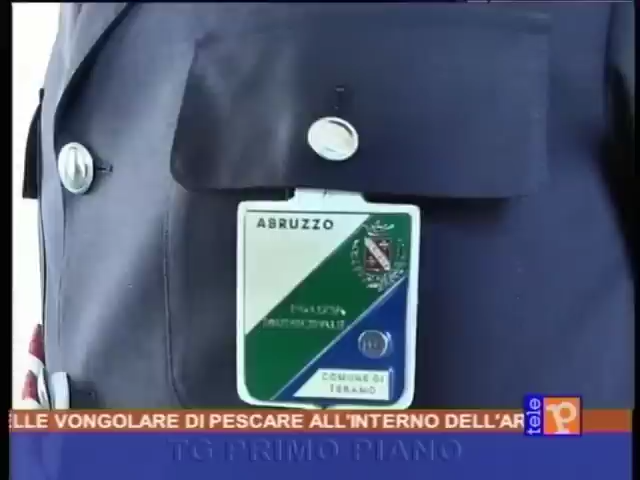 ABRUZZO
COMUNE DI
TERAMO
ELLE VONGOLARE DI PESCARE ALL'INTERNO DELL'AR
tele p
TG PRIMO PIANO